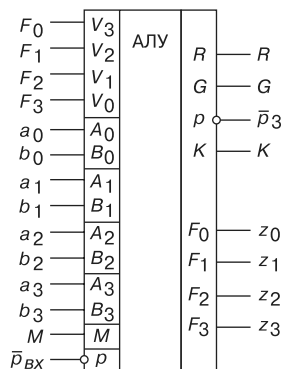 F₀ V₃ АЛУ
F₁ V₂ R R
F₂ V₁ G G
F₃ V₀ p p̅₃
a₀ A₀ K K
b₀ B₀
a₁ A₁
b₁ B₁
a₂ A₂ F₀ z₀
b₂ B₂ F₁ z₁
a₃ A₃ F₂ z₂
b₃ B₃ F₃ z₃
M M
p̅вх p